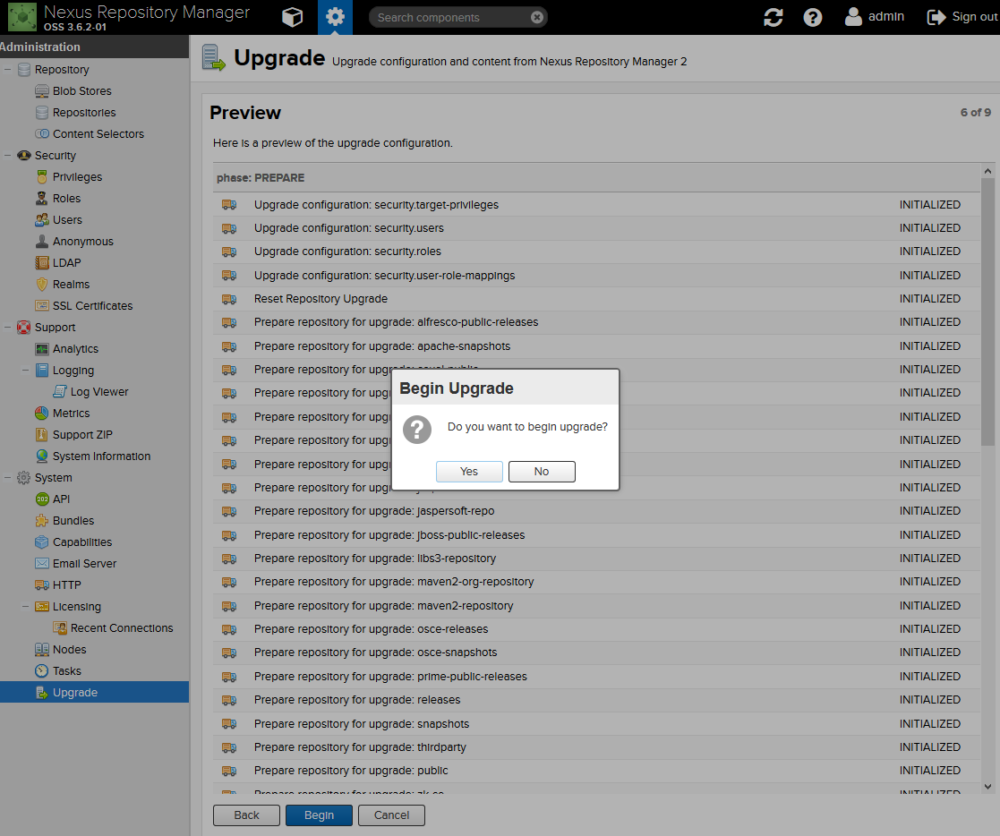 Nexus Repository Manager
OSS 3.6.2-01
Search components
admin
Sign out
Administration
Repository
Blob Stores
Repositories
Content Selectors
Security
Privileges
Roles
Users
Anonymous
LDAP
Realms
SSL Certificates
Support
Analytics
Logging
Log Viewer
Metrics
Support ZIP
System Information
System
202 API
Bundles
Capabilities
Email Server
HTTP
Licensing
Recent Connections
Nodes
Tasks
Upgrade
Upgrade Upgrade configuration and content from Nexus Repository Manager 2
Preview 6 of 9
Here is a preview of the upgrade configuration.
phase: PREPARE
Upgrade configuration: security.target-privileges INITIALIZED
Upgrade configuration: security.users INITIALIZED
Upgrade configuration: security.roles INITIALIZED
Upgrade configuration: security.user-role-mappings INITIALIZED
Reset Repository Upgrade INITIALIZED
Prepare repository for upgrade: alfresco-public-releases INITIALIZED
Prepare repository for upgrade: apache-snapshots INITIALIZED
Prepare repository for upgrade: INITIALIZED
Prepare repository for upg INITIALIZED
Prepare repository for upg INITIALIZED
Prepare repository for upg INITIALIZED
Prepare repository for upg INITIALIZED
Prepare repository for upg INITIALIZED
Prepare repository for upgrade: jaspersoft-repo INITIALIZED
Prepare repository for upgrade: jboss-public-releases INITIALIZED
Prepare repository for upgrade: libs3-repository INITIALIZED
Prepare repository for upgrade: maven2-org-repository INITIALIZED
Prepare repository for upgrade: maven2-repository INITIALIZED
Prepare repository for upgrade: osce-releases INITIALIZED
Prepare repository for upgrade: osce-snapshots INITIALIZED
Prepare repository for upgrade: prime-public-releases INITIALIZED
Prepare repository for upgrade: releases INITIALIZED
Prepare repository for upgrade: snapshots INITIALIZED
Prepare repository for upgrade: thirdparty INITIALIZED
Prepare repository for upgrade: public INITIALIZED
Prepare repository for upgrade: INITIALIZED
Begin Upgrade
Do you want to begin upgrade?
Yes No
Back Begin Cancel